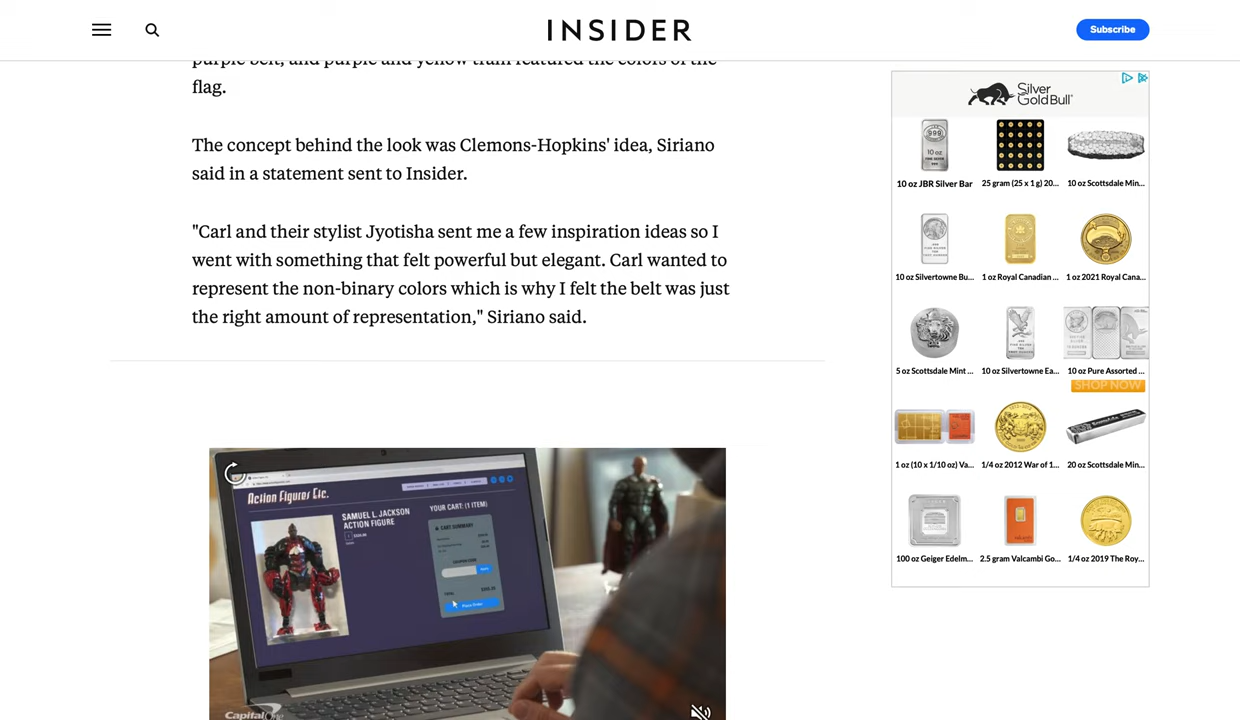 INSIDER
Subscribe
purple belt, and purple and yellow train featured the colors of the
flag.
The concept behind the look was Clemons-Hopkins' idea, Siriano
said in a statement sent to Insider.
"Carl and their stylist Jyotisha sent me a few inspiration ideas so I
went with something that felt powerful but elegant. Carl wanted to
represent the non-binary colors which is why I felt the belt was just
the right amount of representation," Siriano said.
Action Figures Etc.
SAMUEL L. JACKSON
ACTION FIGURE
YOUR CART: (1 ITEM)
CART SUMMARY
Place Order
Capital One
Silver
GoldBull
10 oz JBR Silver Bar
25 gram (25 x 1 g) 20...
10 oz Scottsdale Min...
10 oz Silvertowne Bu...
1 oz Royal Canadian ...
1 oz 2021 Royal Cana...
5 oz Scottsdale Mint ...
10 oz Silvertowne Ea...
10 oz Pure Assorted ...
SHOP NOW
1 oz (10 x 1/10 oz) Va...
1/4 oz 2012 War of 1...
20 oz Scottsdale Min...
100 oz Geiger Edelm...
2.5 gram Valcambi Go...
1/4 oz 2019 The Roy...